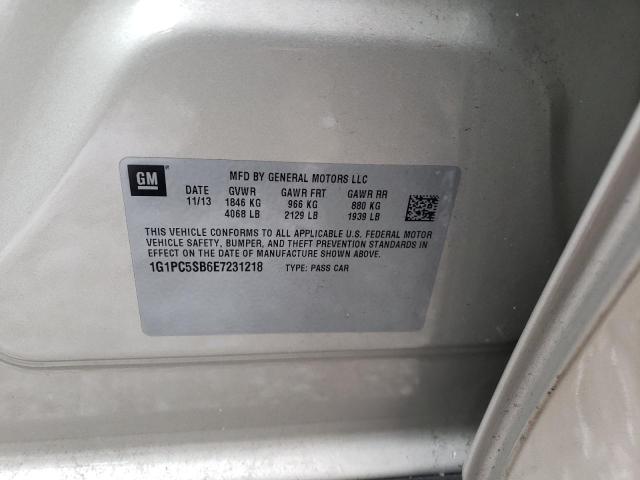 GM
MFD BY GENERAL MOTORS LLC
DATE GVWR GAWR FRT GAWR RR
11/13 1846 KG 966 KG 880 KG
4068 LB 2129 LB 1939 LB
THIS VEHICLE CONFORMS TO ALL APPLICABLE U.S. FEDERAL MOTOR
VEHICLE SAFETY, BUMPER, AND THEFT PREVENTION STANDARDS IN
EFFECT ON THE DATE OF MANUFACTURE SHOWN ABOVE.
1G1PC5SB6E7231218 TYPE: PASS CAR